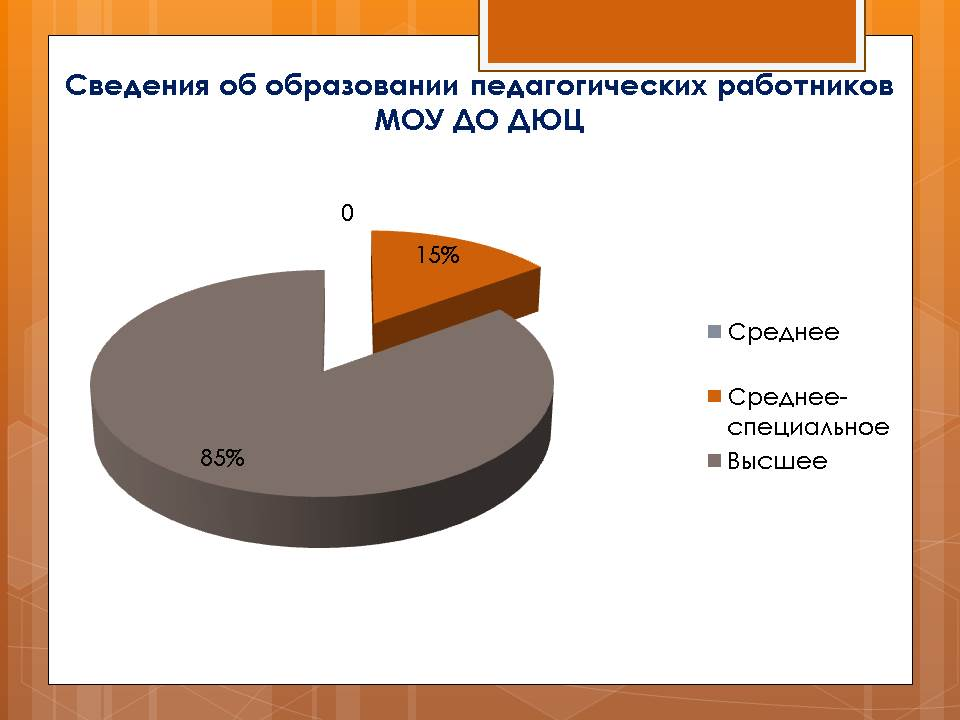 Сведения об образовании педагогических работников
МОУ ДО ДЮЦ
0
15%
85%
Среднее
Среднее-
специальное
Высшее